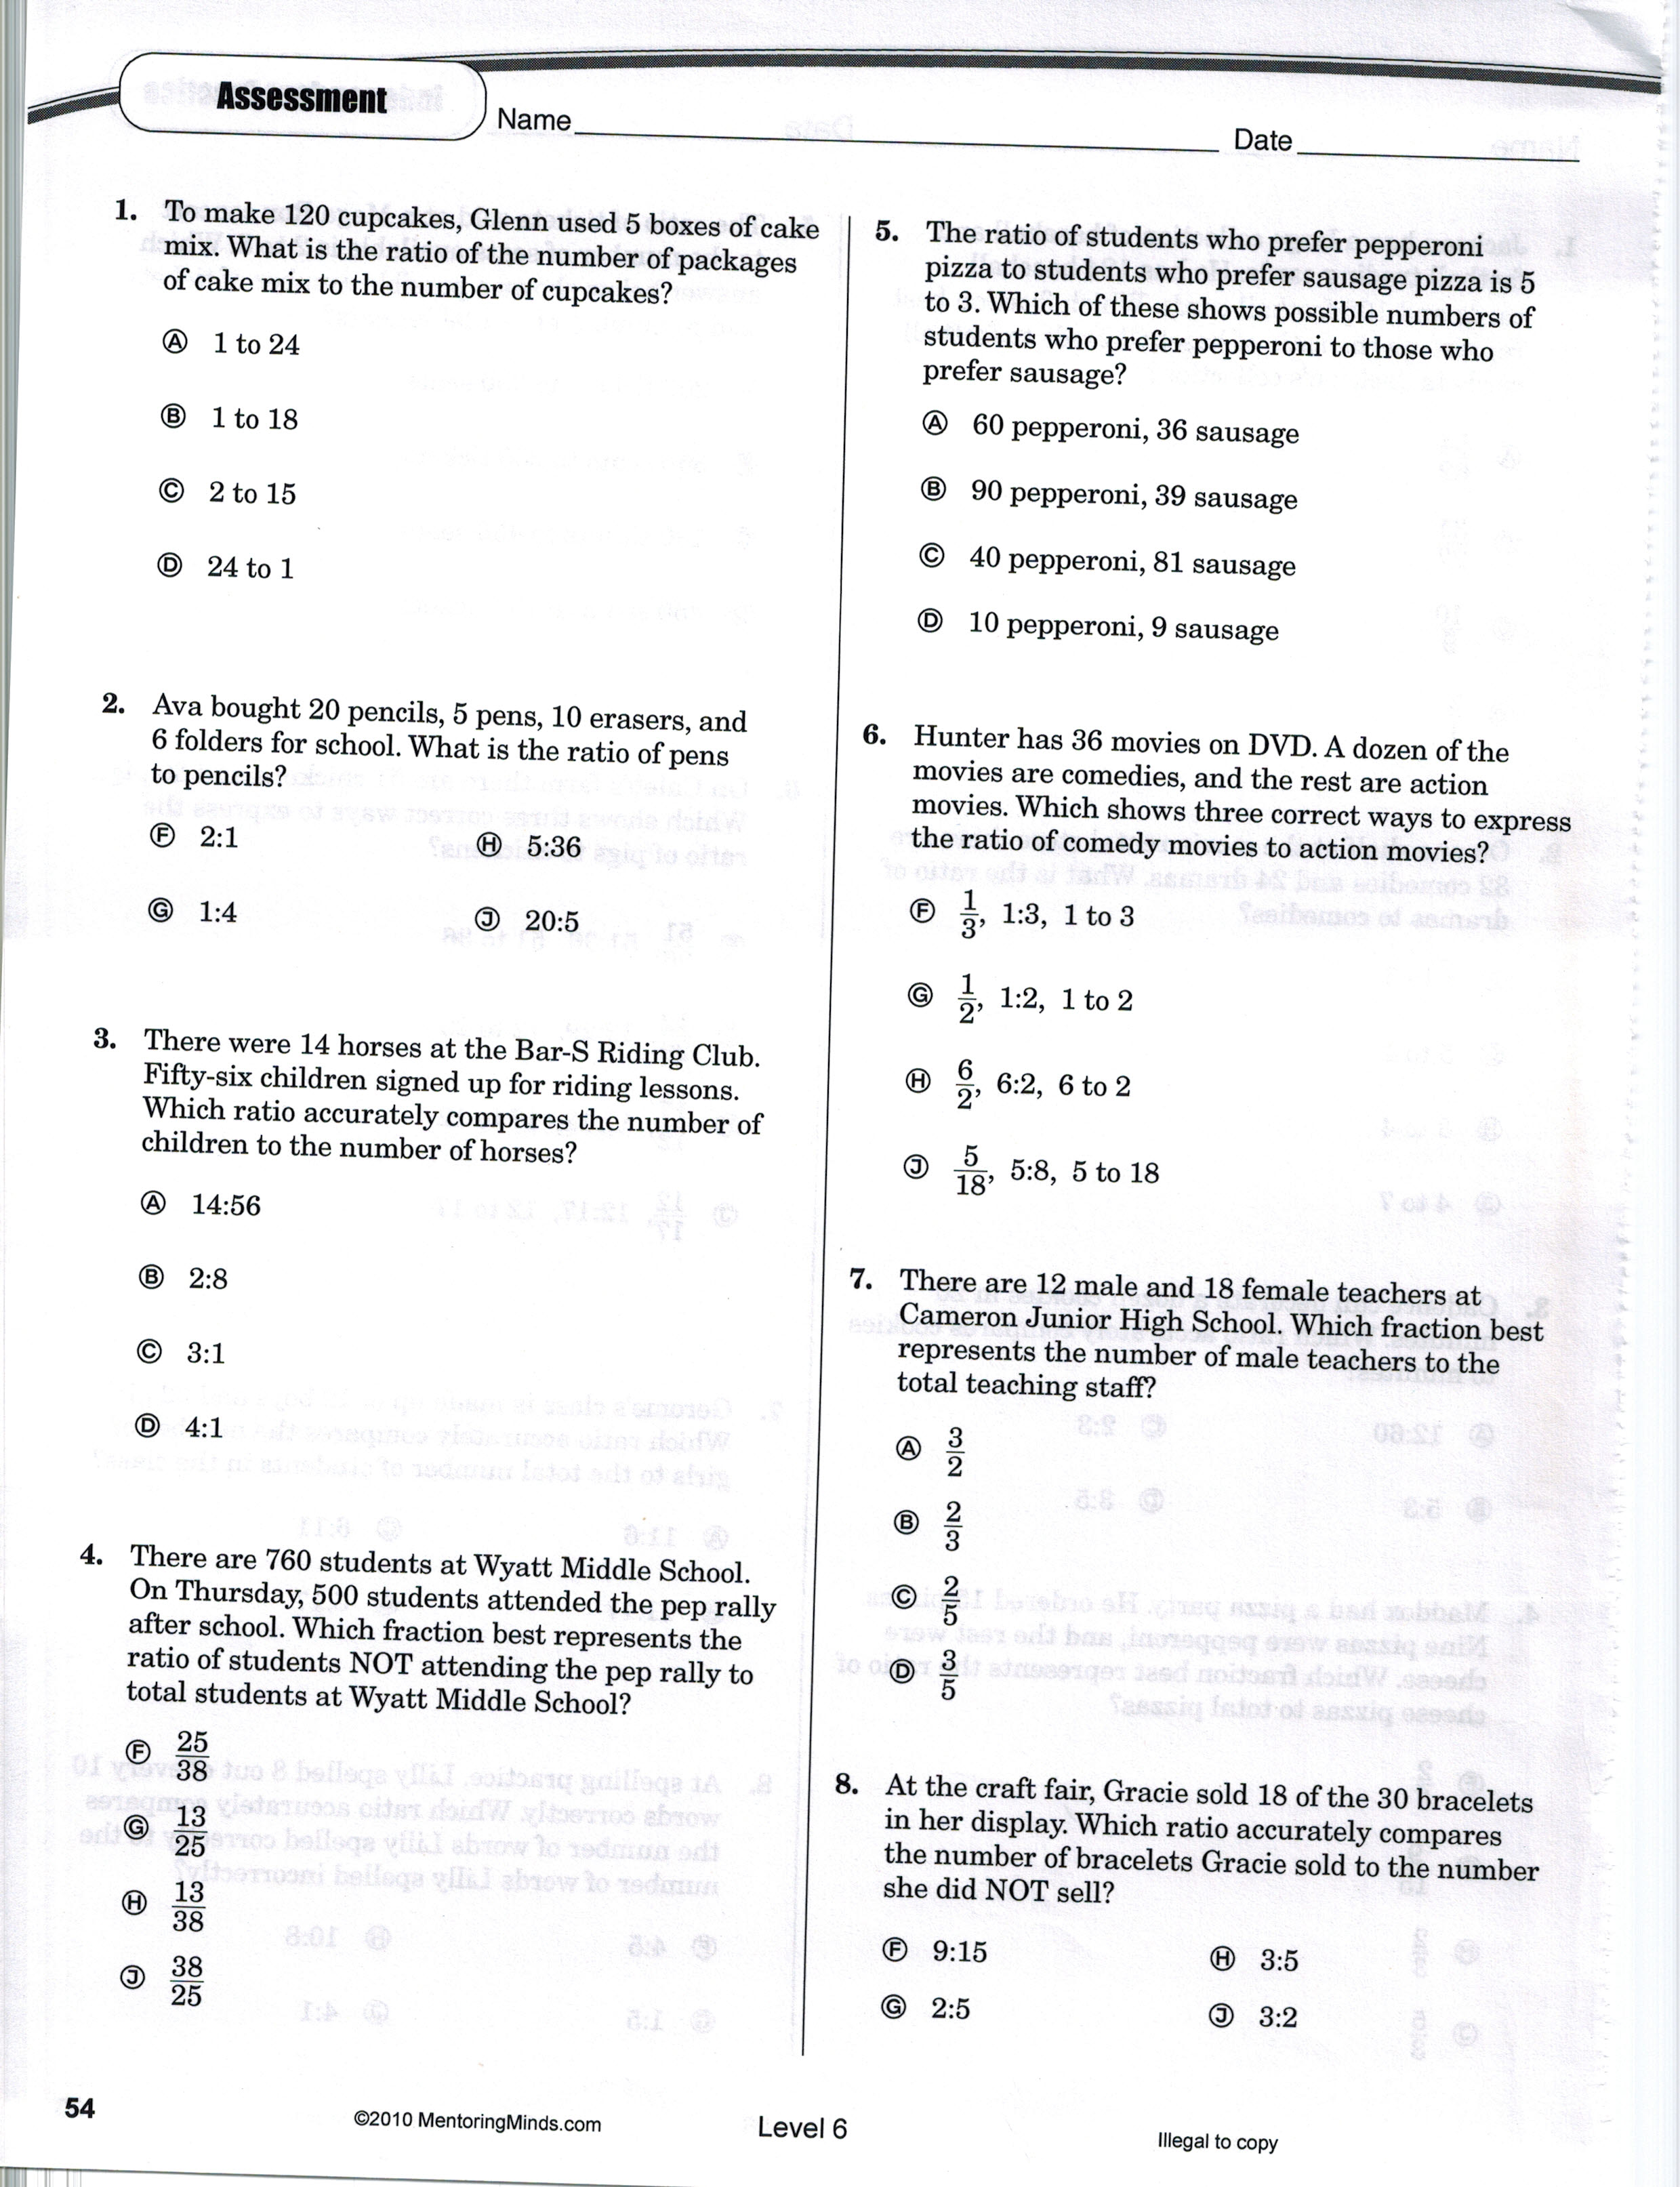 Assessment
Name
Date
1. To make 120 cupcakes, Glenn used 5 boxes of cake
mix. What is the ratio of the number of packages
of cake mix to the number of cupcakes?
Ⓐ 1 to 24
Ⓑ 1 to 18
Ⓒ 2 to 15
Ⓓ 24 to 1
2. Ava bought 20 pencils, 5 pens, 10 erasers, and
6 folders for school. What is the ratio of pens
to pencils?
Ⓕ 2:1 Ⓗ 5:36
Ⓖ 1:4 Ⓙ 20:5
3. There were 14 horses at the Bar-S Riding Club.
Fifty-six children signed up for riding lessons.
Which ratio accurately compares the number of
children to the number of horses?
Ⓐ 14:56
Ⓑ 2:8
Ⓒ 3:1
Ⓓ 4:1
4. There are 760 students at Wyatt Middle School.
On Thursday, 500 students attended the pep rally
after school. Which fraction best represents the
ratio of students NOT attending the pep rally to
total students at Wyatt Middle School?
Ⓕ 25/38
Ⓖ 13/25
Ⓗ 13/38
Ⓙ 38/25
5. The ratio of students who prefer pepperoni
pizza to students who prefer sausage pizza is 5
to 3. Which of these shows possible numbers of
students who prefer pepperoni to those who
prefer sausage?
Ⓐ 60 pepperoni, 36 sausage
Ⓑ 90 pepperoni, 39 sausage
Ⓒ 40 pepperoni, 81 sausage
Ⓓ 10 pepperoni, 9 sausage
6. Hunter has 36 movies on DVD. A dozen of the
movies are comedies, and the rest are action
movies. Which shows three correct ways to express
the ratio of comedy movies to action movies?
Ⓕ 1/3, 1:3, 1 to 3
Ⓖ 1/2, 1:2, 1 to 2
Ⓗ 6/2, 6:2, 6 to 2
Ⓙ 5/18, 5:8, 5 to 18
7. There are 12 male and 18 female teachers at
Cameron Junior High School. Which fraction best
represents the number of male teachers to the
total teaching staff?
Ⓐ 3/2
Ⓑ 2/3
Ⓒ 2/5
Ⓓ 3/5
8. At the craft fair, Gracie sold 18 of the 30 bracelets
in her display. Which ratio accurately compares
the number of bracelets Gracie sold to the number
she did NOT sell?
Ⓕ 9:15 Ⓗ 3:5
Ⓖ 2:5 Ⓙ 3:2
54
©2010 MentoringMinds.com
Level 6
Illegal to copy